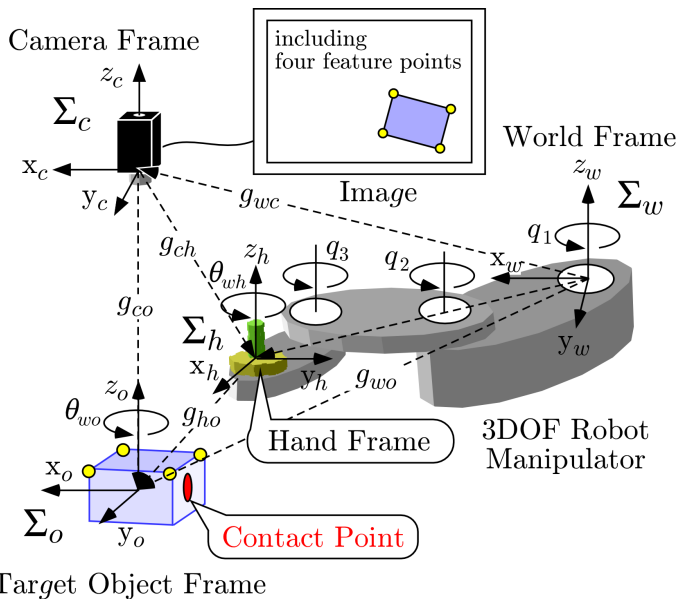 Camera Frame
z_c
Σ_c
x_c
y_c
including
four feature points
Image
World Frame
z_w
Σ_w
q_1
x_w
y_w
g_wc
g_ch
g_co
z_h
q_3
q_2
θ_wh
Σ_h
x_h
y_h
g_wo
z_o
θ_wo
g_ho
Hand Frame
3DOF Robot
Manipulator
x_o
Σ_o
y_o
Contact Point
Target Object Frame